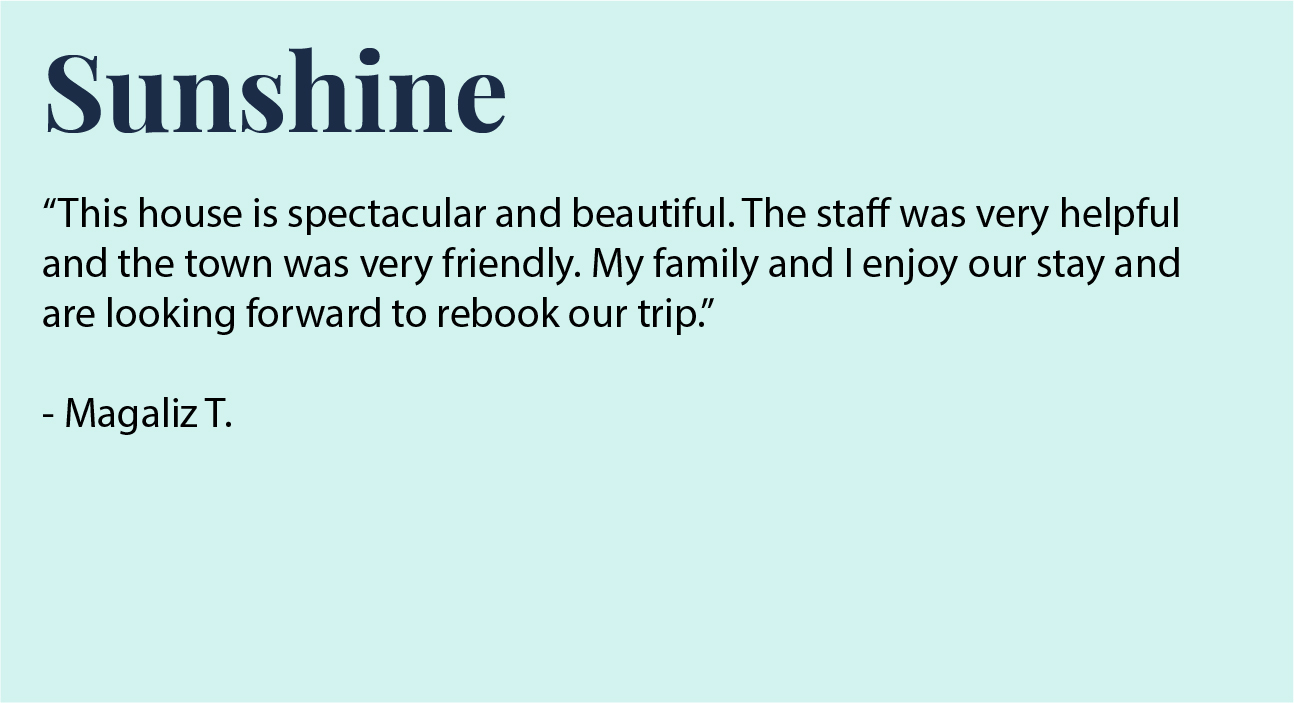 Sunshine
“This house is spectacular and beautiful. The staff was very helpful
and the town was very friendly. My family and I enjoy our stay and
are looking forward to rebook our trip.”
- Magaliz T.